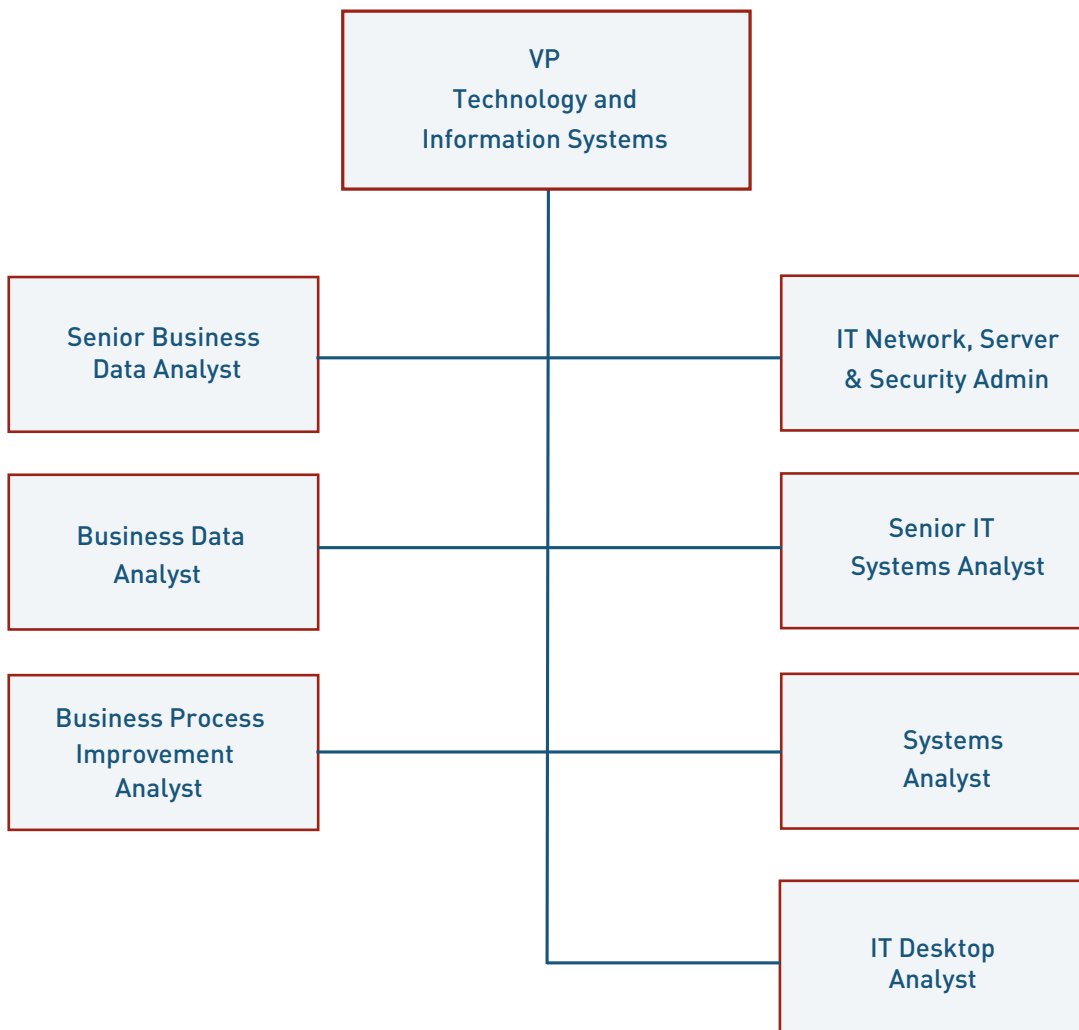 VP
Technology and
Information Systems
Senior Business
Data Analyst
IT Network, Server
& Security Admin
Business Data
Analyst
Senior IT
Systems Analyst
Business Process
Improvement
Analyst
Systems
Analyst
IT Desktop
Analyst